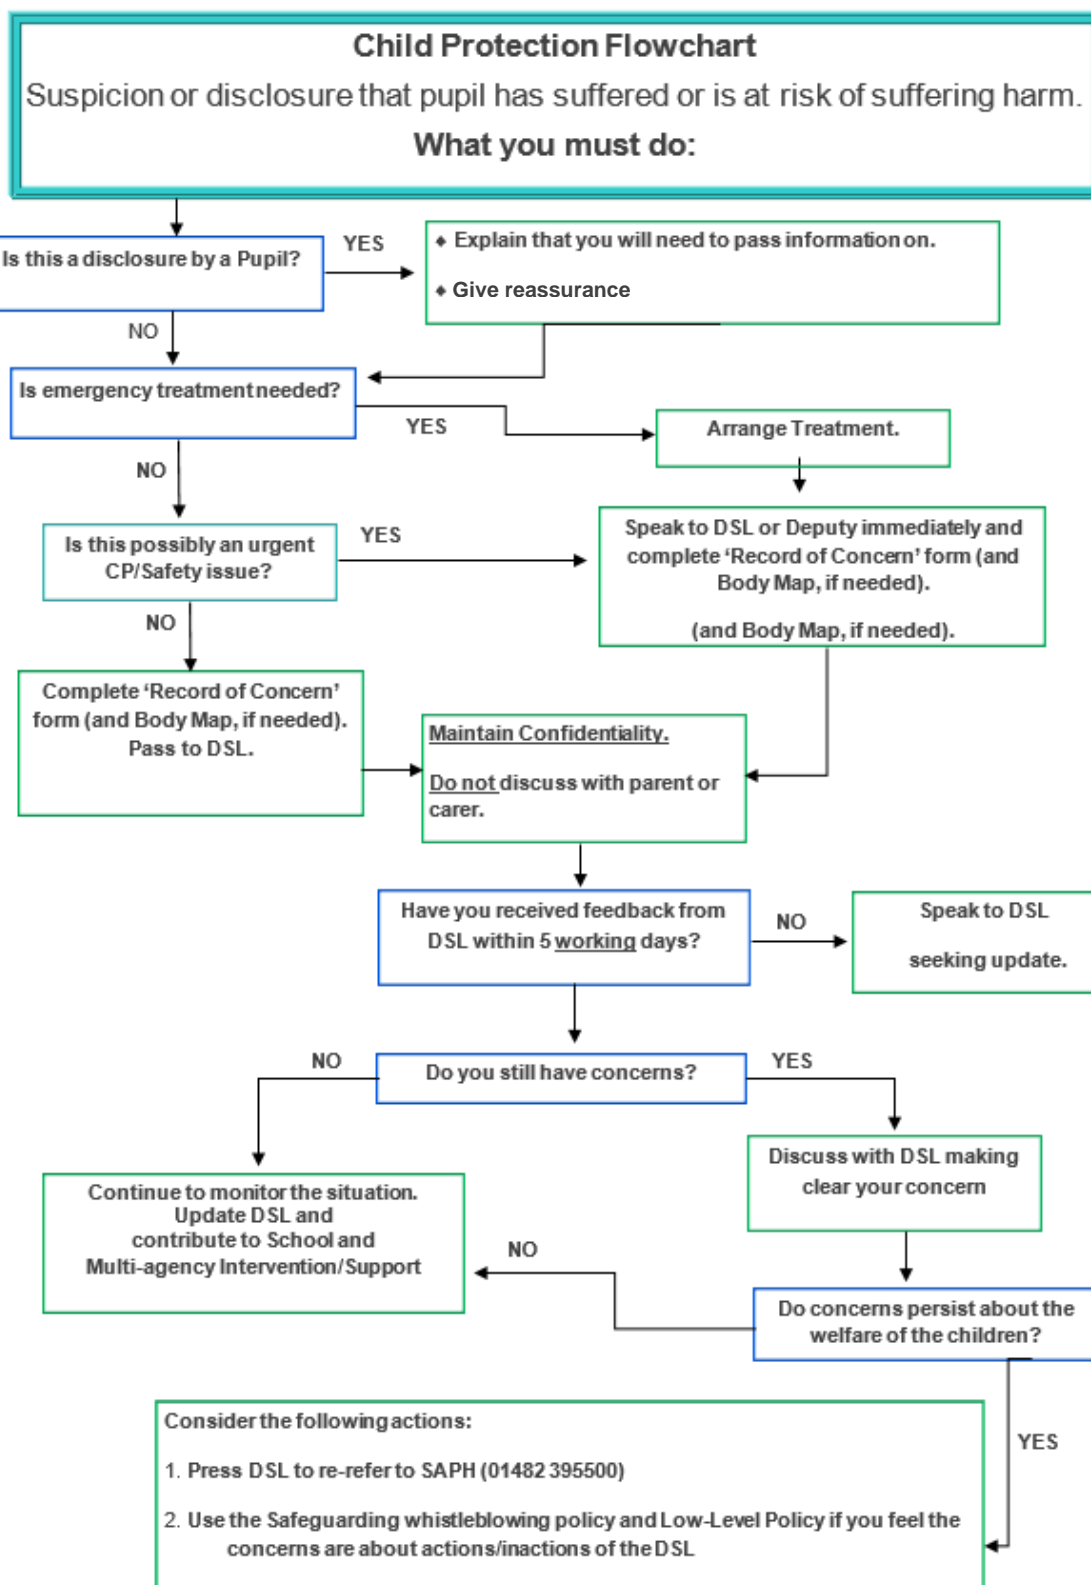 Child Protection Flowchart
Suspicion or disclosure that pupil has suffered or is at risk of suffering harm.
What you must do:
Is this a disclosure by a Pupil?
YES
♦ Explain that you will need to pass information on.
♦ Give reassurance
NO
Is emergency treatment needed?
YES
Arrange Treatment.
NO
Is this possibly an urgent
CP/Safety issue?
YES
Speak to DSL or Deputy immediately and
complete ‘Record of Concern’ form (and
Body Map, if needed).
(and Body Map, if needed).
NO
Complete ‘Record of Concern’
form (and Body Map, if needed).
Pass to DSL.
Maintain Confidentiality.
Do not discuss with parent or
carer.
Have you received feedback from
DSL within 5 working days?
NO
Speak to DSL
seeking update.
NO
Do you still have concerns?
YES
Discuss with DSL making
clear your concern
Continue to monitor the situation.
Update DSL and
contribute to School and
Multi-agency Intervention/Support
NO
Do concerns persist about the
welfare of the children?
YES
Consider the following actions:
1. Press DSL to re-refer to SAPH (01482 395500)
2. Use the Safeguarding whistleblowing policy and Low-Level Policy if you feel the
concerns are about actions/inactions of the DSL